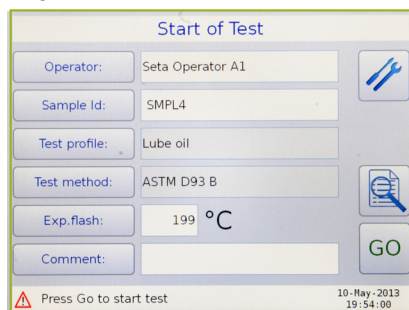 Start of Test
Operator: Seta Operator A1
Sample Id: SMPL4
Test profile: Lube oil
Test method: ASTM D93 B
Exp.flash: 199 °C
Comment:
GO
Press Go to start test
10-May-2013
19:54:00